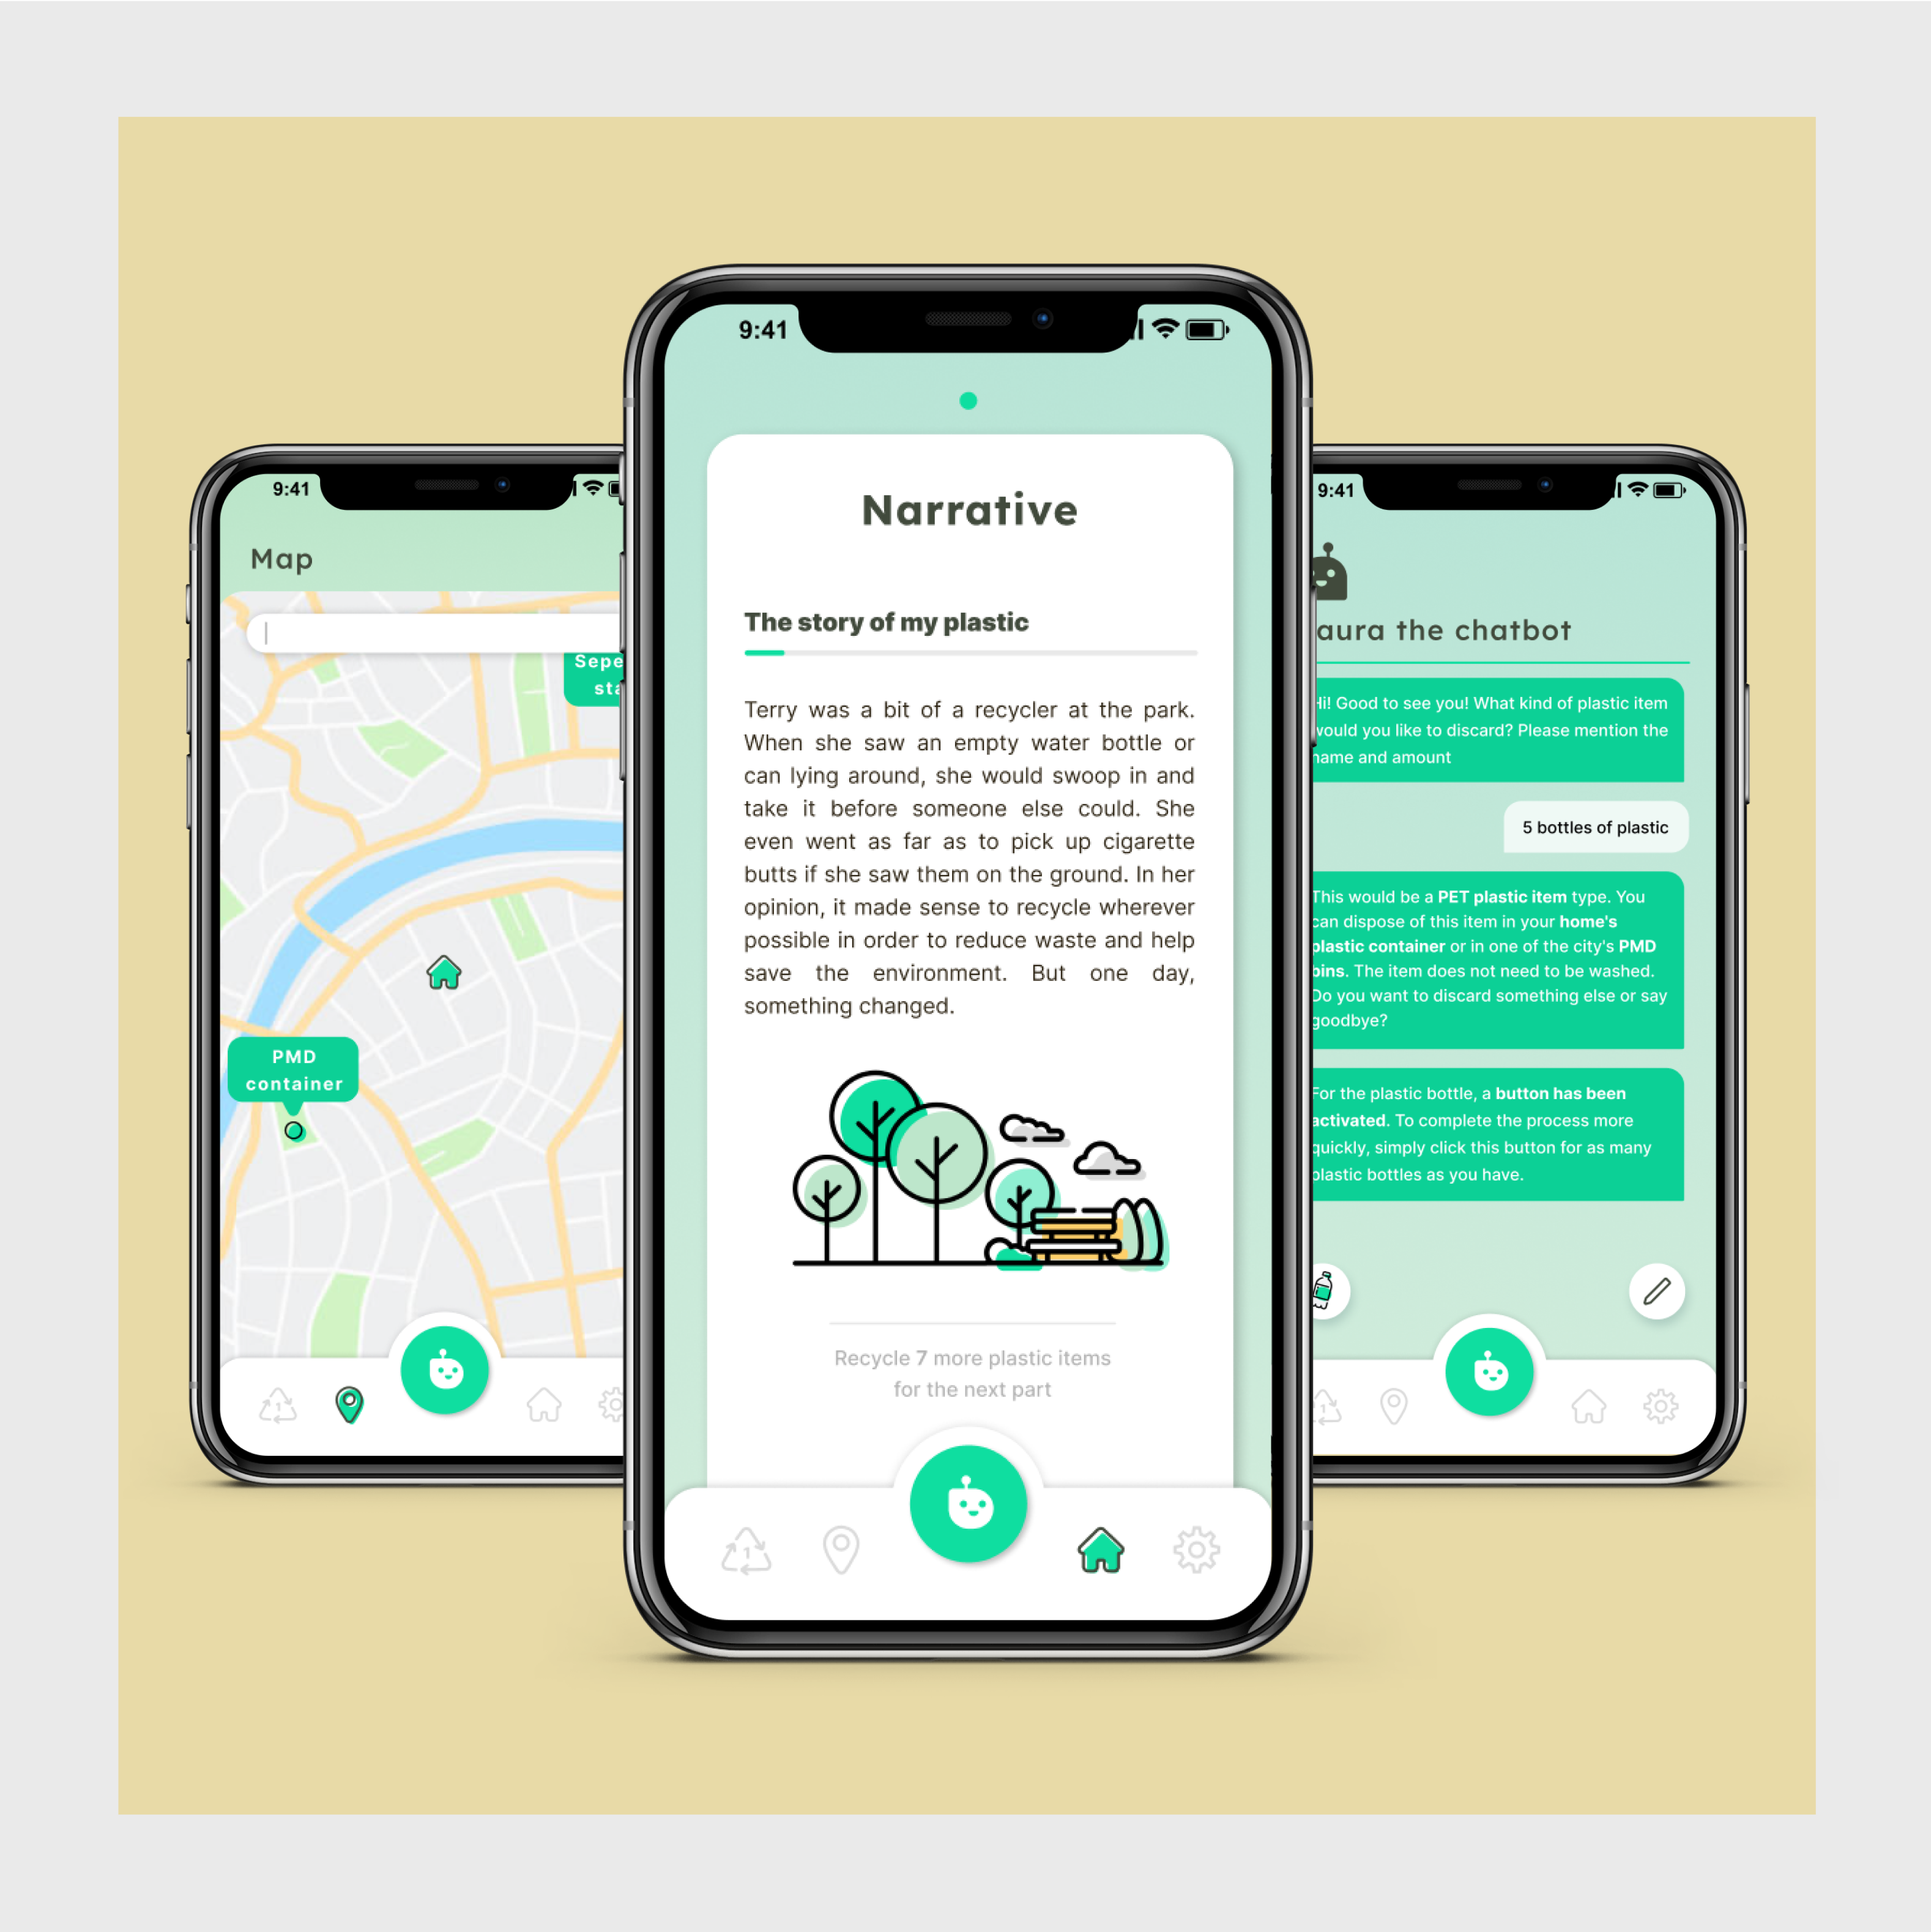 9:41
Map
Sepe
sta
PMD
container
9:41
Narrative
The story of my plastic
Terry was a bit of a recycler at the park.
When she saw an empty water bottle or
can lying around, she would swoop in and
take it before someone else could. She
even went as far as to pick up cigarette
butts if she saw them on the ground. In her
opinion, it made sense to recycle wherever
possible in order to reduce waste and help
save the environment. But one day,
something changed.
Recycle 7 more plastic items
for the next part
1
9:41
aura the chatbot
Hi! Good to see you! What kind of plastic item
would you like to discard? Please mention the
name and amount
5 bottles of plastic
This would be a PET plastic item type. You
can dispose of this item in your home's
plastic container or in one of the city's PMD
bins. The item does not need to be washed.
Do you want to discard something else or say
goodbye?
For the plastic bottle, a button has been
activated. To complete the process more
quickly, simply click this button for as many
plastic bottles as you have.